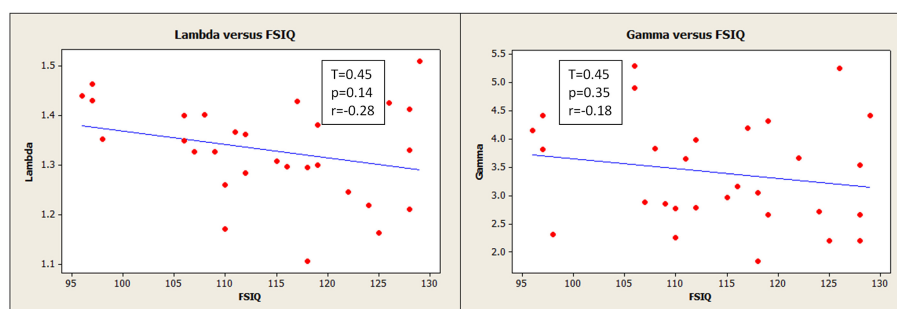 Lambda versus FSIQ
T=0.45
p=0.14
r=-0.28
1.5
1.4
1.3
1.2
1.1
Lambda
95 100 105 110 115 120 125 130
FSIQ
Gamma versus FSIQ
T=0.45
p=0.35
r=-0.18
5.5
5.0
4.5
4.0
3.5
3.0
2.5
2.0
Gamma
95 100 105 110 115 120 125 130
FSIQ